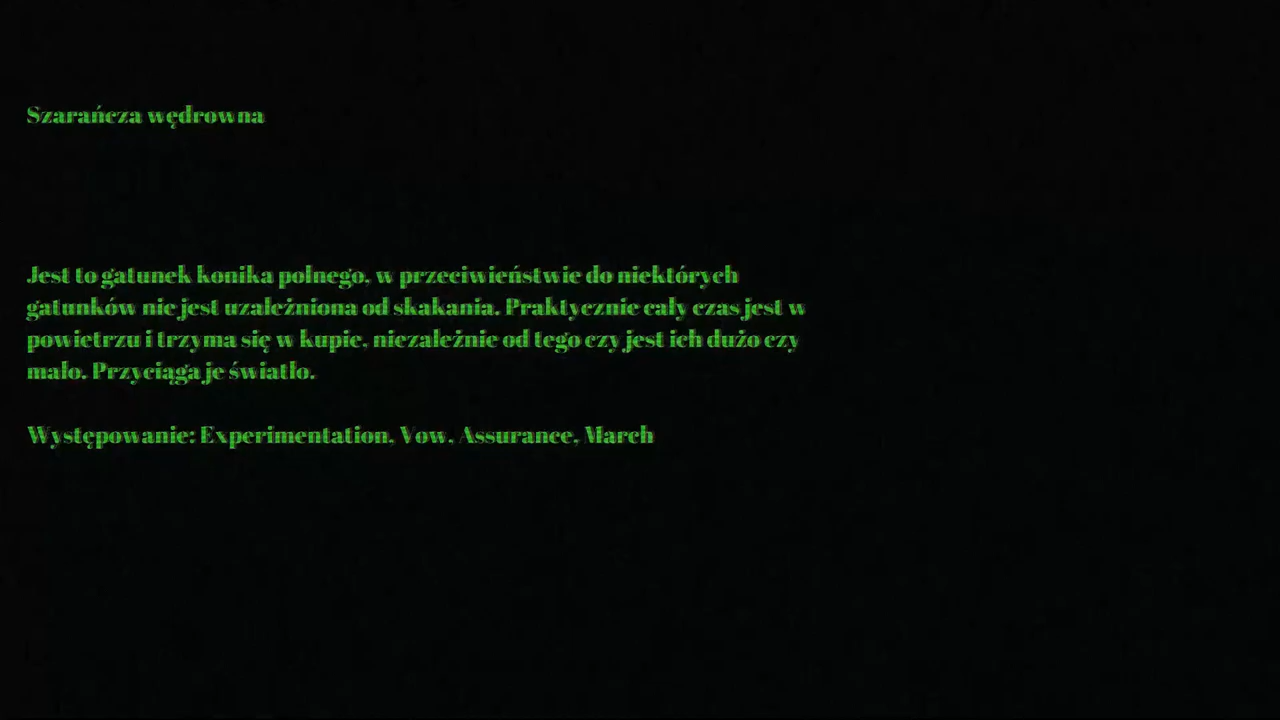 Szarańcza wędrowna
Jest to gatunek konika polnego, w przeciwieństwie do niektórych
gatunków nie jest uzależniona od skakania. Praktycznie cały czas jest w
powietrzu i trzyma się w kupie, niezależnie od tego czy jest ich dużo czy
mało. Przyciąga je światło.
Występowanie: Experimentation, Vow, Assurance, March